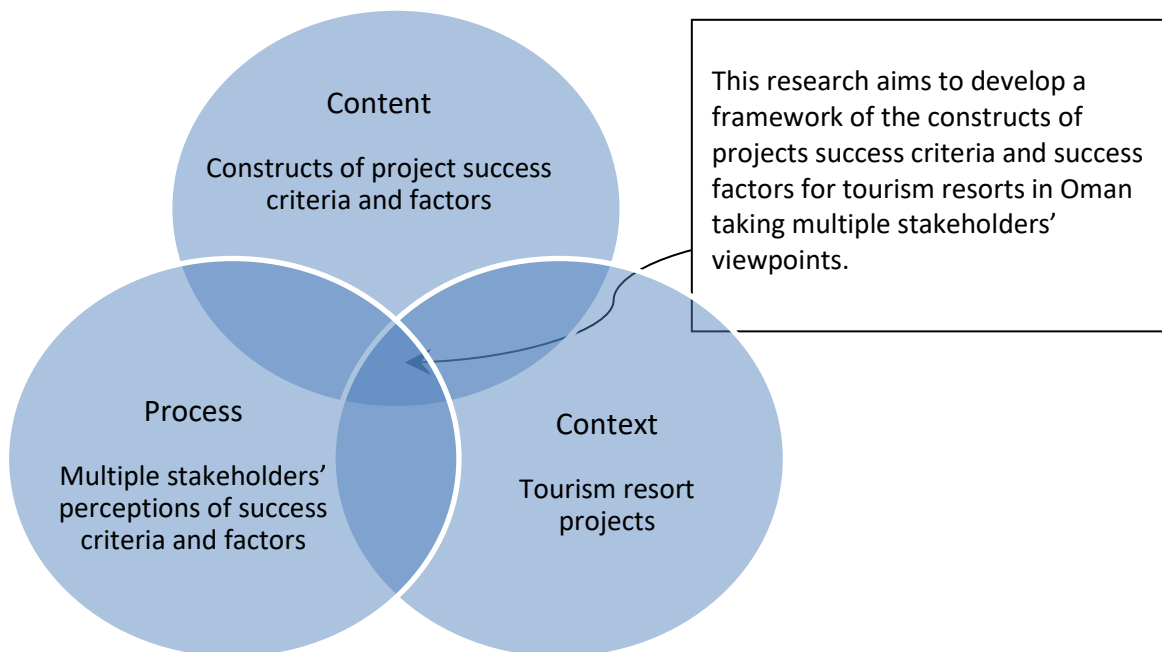 Content
Constructs of project success
criteria and factors
This research aims to develop a
framework of the constructs of
projects success criteria and success
factors for tourism resorts in Oman
taking multiple stakeholders’
viewpoints.
Process
Multiple stakeholders’
perceptions of success
criteria and factors
Context
Tourism resort
projects